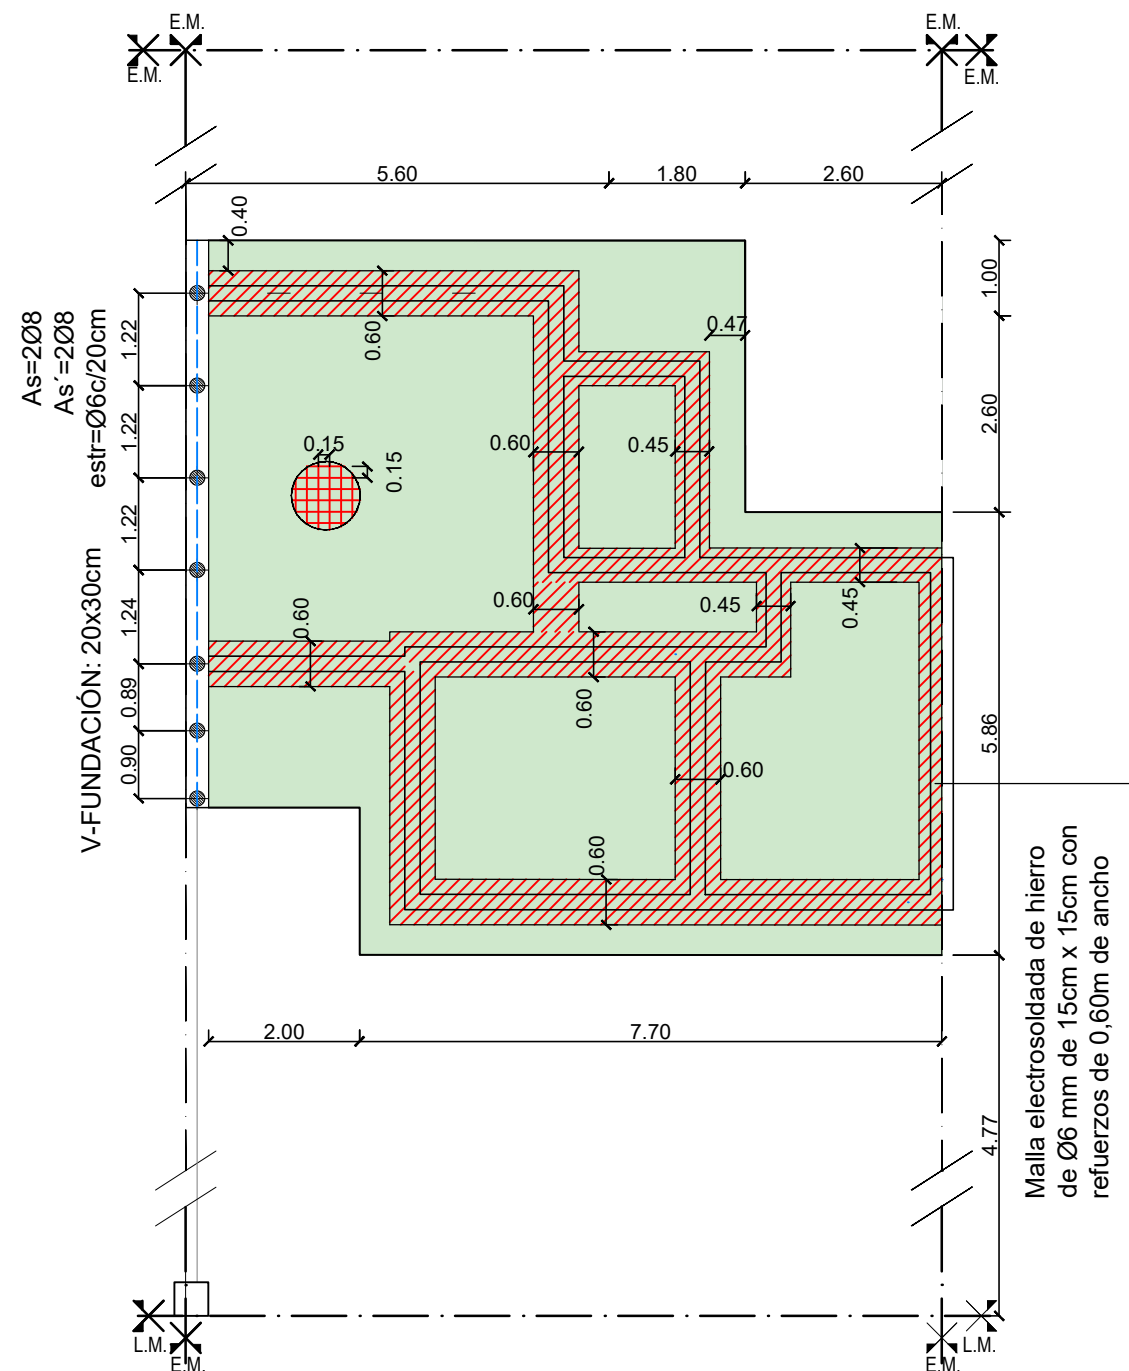 E.M.
E.M.
E.M.
E.M.
5.60
1.80
2.60
0.40
1.00
0.60
0.47
1.22
As=2Ø8
As´=2Ø8
estr=Ø6c/20cm
2.60
1.22
0.60
0.45
0.15
0.15
1.22
V-FUNDACIÓN: 20x30cm
1.24
0.60
0.60
0.45
0.45
0.89
0.60
5.86
0.90
0.60
0.60
Malla electrosoldada de hierro
de Ø6 mm de 15cm x 15cm con
refuerzos de 0,60m de ancho
2.00
7.70
4.77
L.M.
E.M.
E.M.
L.M.